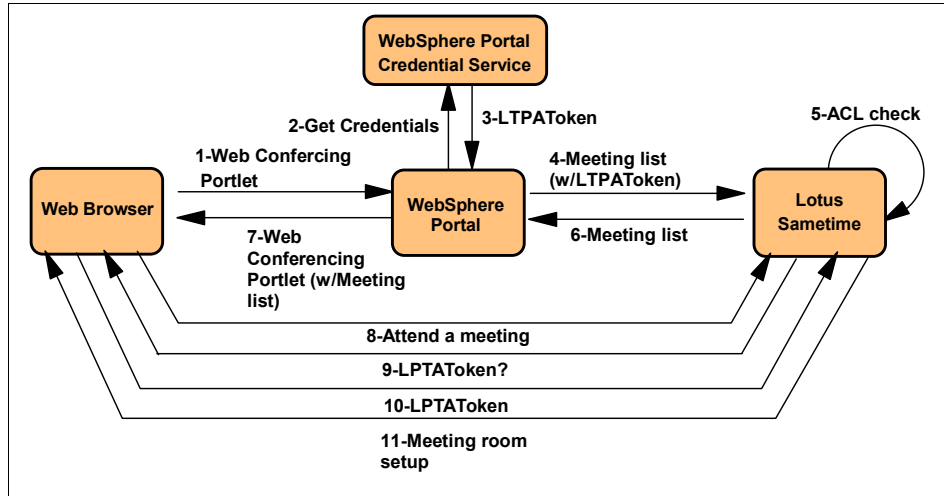 WebSphere Portal
Credential Service
5-ACL check
2-Get Credentials
3-LTPAToken
1-Web Confercing
Portlet
4-Meeting list
(w/LTPAToken)
Web Browser
WebSphere
Portal
Lotus
Sametime
7-Web
Conferencing
Portlet (w/Meeting
list)
6-Meeting list
8-Attend a meeting
9-LPTAToken?
10-LPTAToken
11-Meeting room
setup